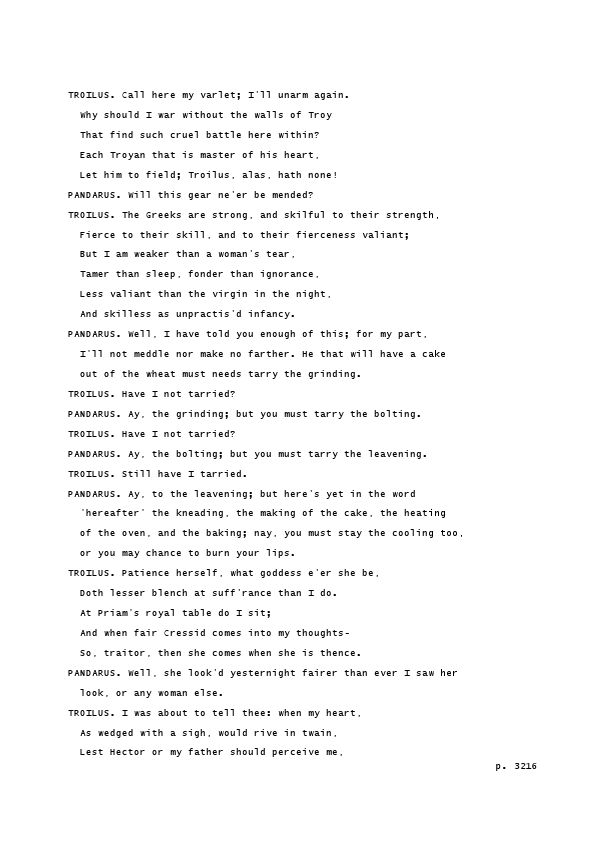 TROILUS. Call here my varlet; I'll unarm again.
Why should I war without the walls of Troy
That find such cruel battle here within?
Each Troyan that is master of his heart,
Let him to field; Troilus, alas, hath none!
PANDARUS. Will this gear ne'er be mended?
TROILUS. The Greeks are strong, and skilful to their strength,
Fierce to their skill, and to their fierceness valiant;
But I am weaker than a woman's tear,
Tamer than sleep, fonder than ignorance,
Less valiant than the virgin in the night,
And skilless as unpractis'd infancy.
PANDARUS. Well, I have told you enough of this; for my part,
I'll not meddle nor make no farther. He that will have a cake
out of the wheat must needs tarry the grinding.
TROILUS. Have I not tarried?
PANDARUS. Ay, the grinding; but you must tarry the bolting.
TROILUS. Have I not tarried?
PANDARUS. Ay, the bolting; but you must tarry the leavening.
TROILUS. Still have I tarried.
PANDARUS. Ay, to the leavening; but here's yet in the word
'hereafter' the kneading, the making of the cake, the heating
of the oven, and the baking; nay, you must stay the cooling too,
or you may chance to burn your lips.
TROILUS. Patience herself, what goddess e'er she be,
Doth lesser blench at suff'rance than I do.
At Priam's royal table do I sit;
And when fair Cressid comes into my thoughts-
So, traitor, then she comes when she is thence.
PANDARUS. Well, she look'd yesternight fairer than ever I saw her
look, or any woman else.
TROILUS. I was about to tell thee: when my heart,
As wedged with a sigh, would rive in twain,
Lest Hector or my father should perceive me,
p. 3216